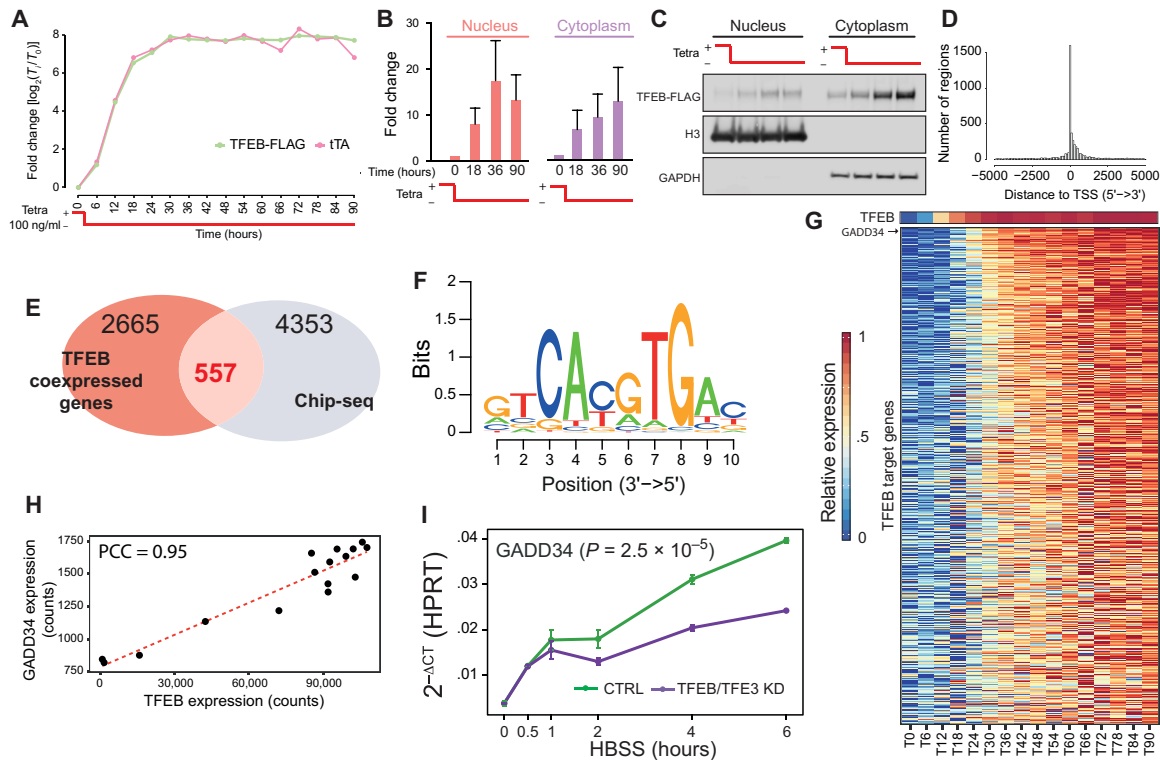 A
Fold change [log₂(Tᵢ/T₀)]
8
6
4
2
0
TFEB-FLAG
tTA
0 6 12 18 24 30 36 42 48 54 60 66 72 78 84 90
Tetra +
100 ng/ml −
Time (hours)
B
Fold change
30
20
10
0
Nucleus
Cytoplasm
Time (hours)
0 18 36 90
0 18 36 90
Tetra
+
−
+
−
C
Nucleus
Cytoplasm
Tetra
+
−
+
−
TFEB-FLAG
H3
GAPDH
D
Number of regions
1500
1000
500
0
−5000 −2500 0 2500 5000
Distance to TSS (5'−>3')
E
2665
4353
557
TFEB
coexpressed
genes
Chip-seq
F
Bits
2
1.5
1
0.5
0
1 2 3 4 5 6 7 8 9 10
Position (3'−>5')
G
TFEB
GADD34 →
Relative expression
1
.5
0
TFEB target genes
T0 T6 T12 T18 T24 T30 T36 T42 T48 T54 T60 T66 T72 T78 T84 T90
H
GADD34 expression
(counts)
1750
1500
1250
1000
750
PCC = 0.95
0 30,000 60,000 90,000
TFEB expression (counts)
I
2^−ΔCT (HPRT)
.04
.03
.02
.01
GADD34 (P = 2.5 × 10⁻⁵)
CTRL
TFEB/TFE3 KD
0 0.5 1 2 4 6
HBSS (hours)